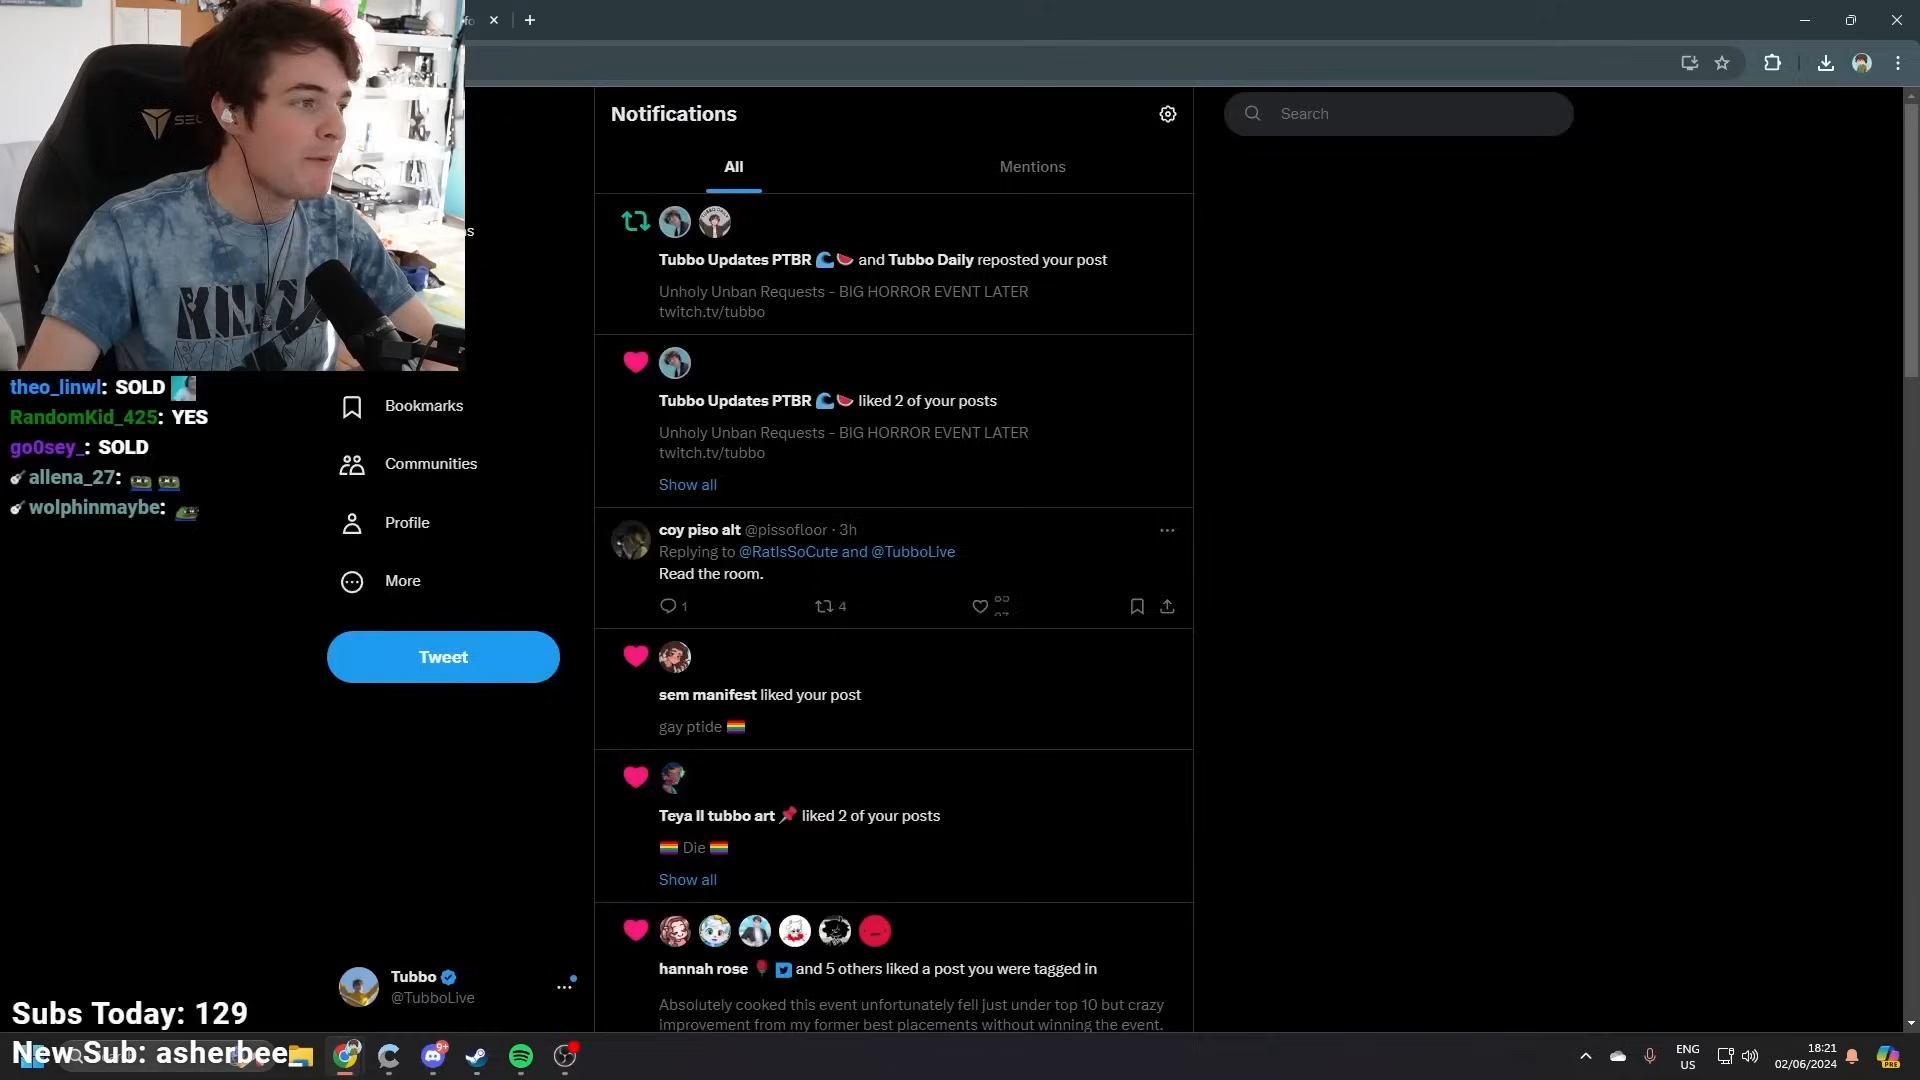 SEC
KILLZ
theo_linwl: SOLD
RandomKid_425: YES
go0sey_: SOLD
allena_27:
wolphinmaybe:
Bookmarks
Communities
Profile
More
Tweet
Tubbo
@TubboLive
Subs Today: 129
New Sub: asherbee
Notifications
All
Mentions
Tubbo Updates PTBR 🌊🍉 and Tubbo Daily reposted your post
Unholy Unban Requests - BIG HORROR EVENT LATER
twitch.tv/tubbo
Tubbo Updates PTBR 🌊🍉 liked 2 of your posts
Unholy Unban Requests - BIG HORROR EVENT LATER
twitch.tv/tubbo
Show all
coy piso alt @pissofloor · 3h
Replying to @RatIsSoCute and @TubboLive
Read the room.
1
4
sem manifest liked your post
gay ptide 🏳️‍🌈
Teya II tubbo art 📌 liked 2 of your posts
🏳️‍🌈 Die 🏳️‍🌈
Show all
hannah rose 🌹 and 5 others liked a post you were tagged in
Absolutely cooked this event unfortunately fell just under top 10 but crazy
improvement from my former best placements without winning the event.
Search
9+
ENG
US
18:21
02/06/2024
PRE